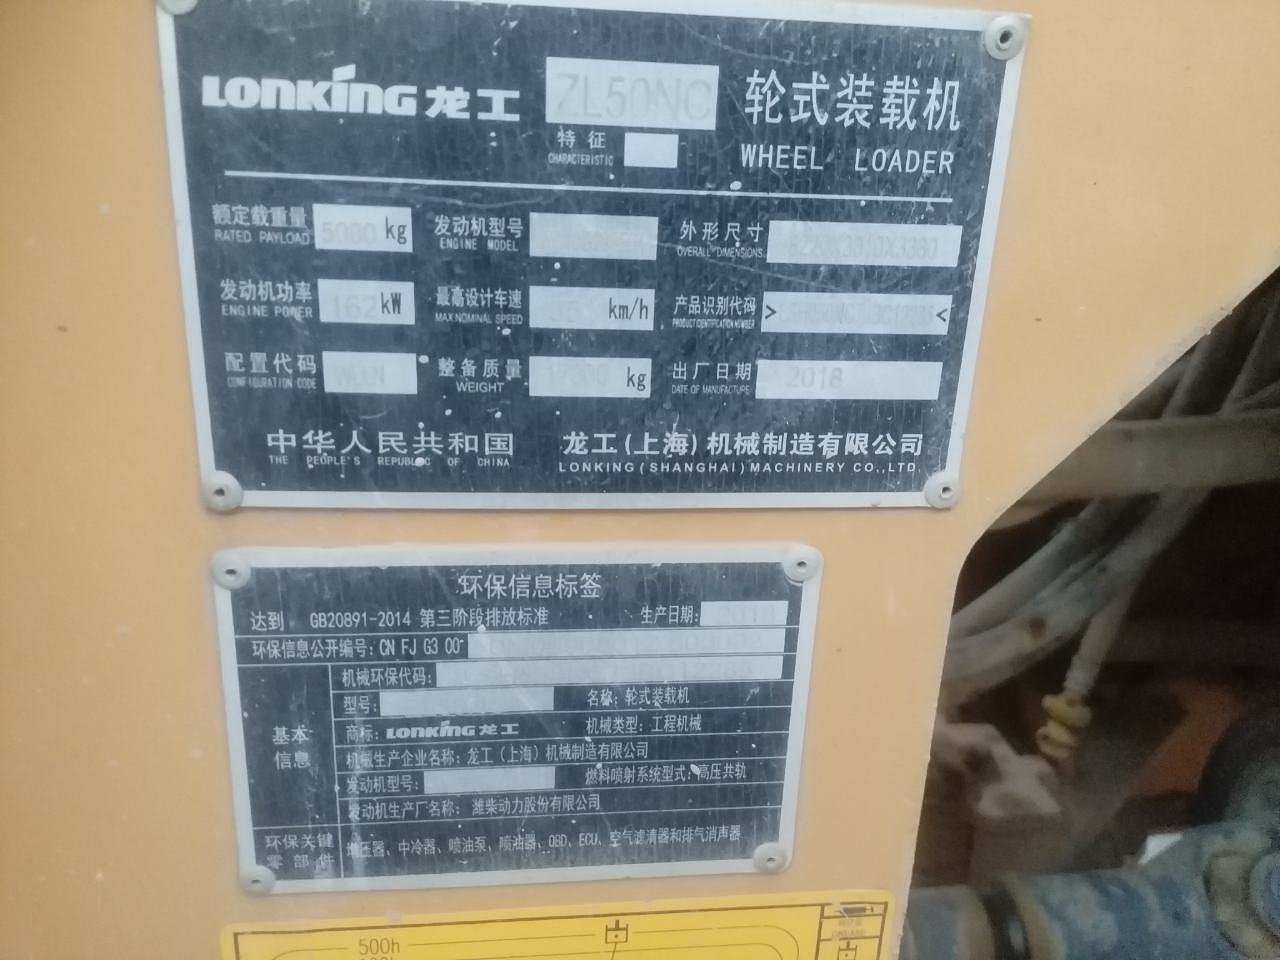 LONKING 龙工 ZL50NC 轮式装载机
特征
CHARACTERISTIC
WHEEL LOADER
额定载重量 5000 kg 发动机型号 外形尺寸 8220X3010X3380
RATED PAYLOAD ENGINE MODEL OVERALL DIMENSIONS
发动机功率 162 kW 最高设计车速 km/h 产品识别代码 > <
ENGINE POWER MAX NOMINAL SPEED PRODUCT IDENTIFICATION NUMBER
配置代码 整备质量 kg 出厂日期 2018
CONFIGURATION CODE WEIGHT DATE OF MANUFACTURE
中华人民共和国 龙工(上海)机械制造有限公司
THE PEOPLE'S REPUBLIC OF CHINA LONKING(SHANGHAI)MACHINERY CO.,LTD.
环保信息标签
达到 GB20891-2014 第三阶段排放标准 生产日期:
环保信息公开编号: CN FJ G3 00
机械环保代码:
型号: 名称: 轮式装载机
基本信息
商标: LONKING 龙工 机械类型: 工程机械
机械生产企业名称: 龙工(上海)机械制造有限公司
发动机型号: 燃料喷射系统型式: 高压共轨
发动机生产厂名称: 潍柴动力股份有限公司
环保关键零部件 增压器、中冷器、喷油泵、喷油器、OBD、ECU、空气滤清器和排气消声器
500h